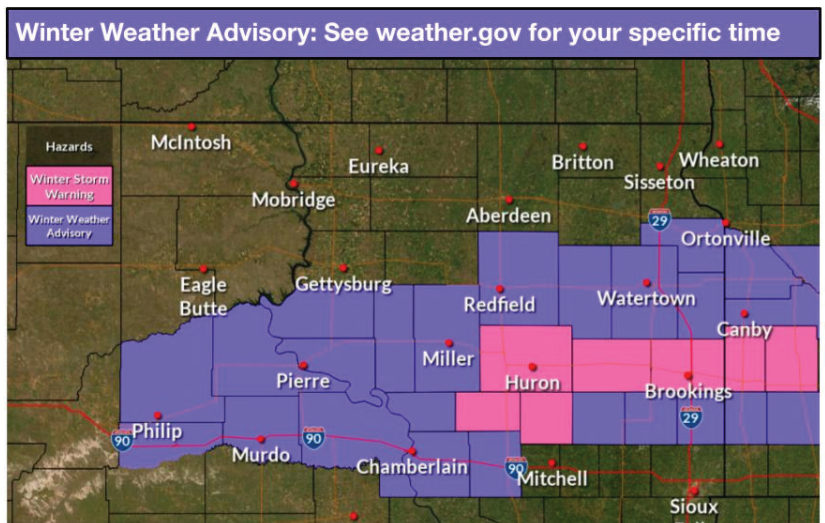 Winter Weather Advisory: See weather.gov for your specific time
Hazards
Winter Storm
Warning
Winter Weather
Advisory
McIntosh
Eureka
Britton
Wheaton
Sisseton
Mobridge
Aberdeen
29
Ortonville
Eagle
Butte
Gettysburg
Redfield
Watertown
Canby
Miller
Pierre
Huron
Brookings
29
90
Philip
90
Murdo
Chamberlain
90
Mitchell
Sioux